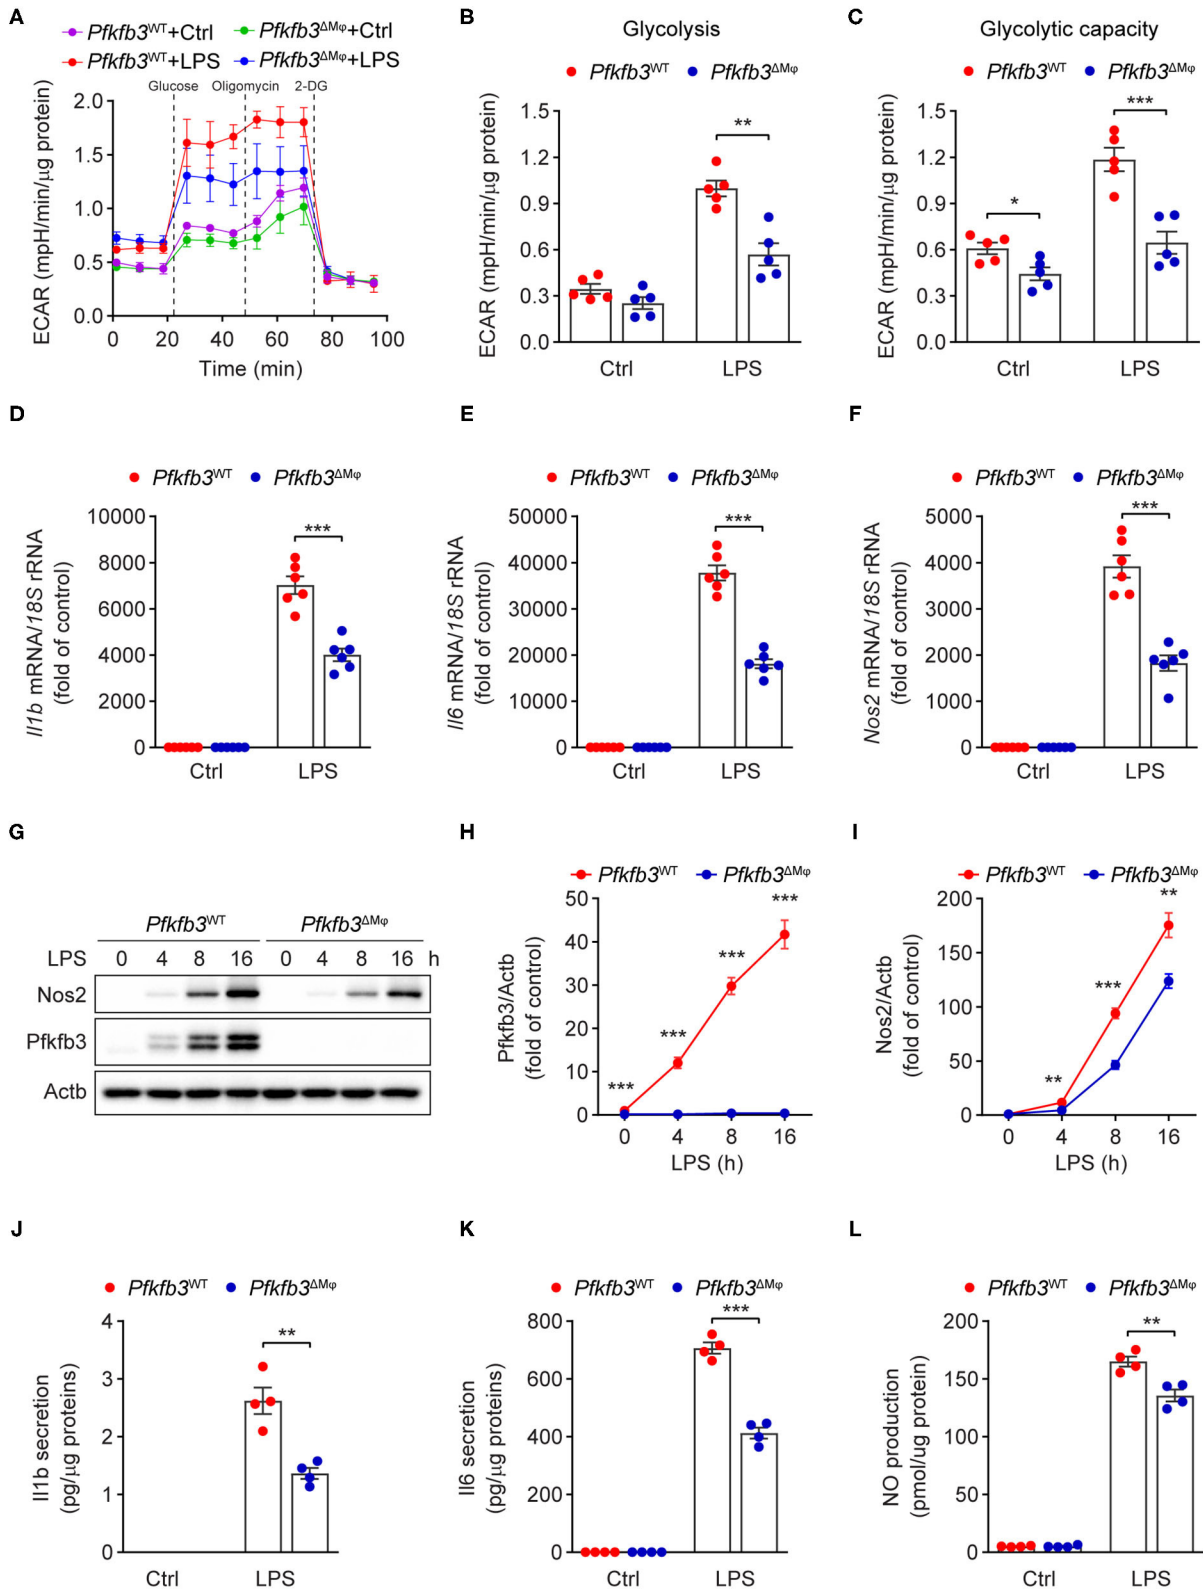 A
Pfkfb3WT+Ctrl Pfkfb3ΔMφ+Ctrl
Pfkfb3WT+LPS Pfkfb3ΔMφ+LPS
Glucose Oligomycin 2-DG
ECAR (mpH/min/μg protein)
2.0
1.5
1.0
0.5
0.0
0 20 40 60 80 100
Time (min)
B
Glycolysis
Pfkfb3WT Pfkfb3ΔMφ
ECAR (mpH/min/μg protein)
1.5
1.2
0.9
0.6
0.3
0.0
**
Ctrl LPS
C
Glycolytic capacity
Pfkfb3WT Pfkfb3ΔMφ
ECAR (mpH/min/μg protein)
1.5
1.2
0.9
0.6
0.3
0.0
* ***
Ctrl LPS
D
Pfkfb3WT Pfkfb3ΔMφ
Il1b mRNA/18S rRNA
(fold of control)
10000
8000
6000
4000
2000
0
***
Ctrl LPS
E
Pfkfb3WT Pfkfb3ΔMφ
Il6 mRNA/18S rRNA
(fold of control)
50000
40000
30000
20000
10000
0
***
Ctrl LPS
F
Pfkfb3WT Pfkfb3ΔMφ
Nos2 mRNA/18S rRNA
(fold of control)
5000
4000
3000
2000
1000
0
***
Ctrl LPS
G
Pfkfb3WT Pfkfb3ΔMφ
LPS 0 4 8 16 0 4 8 16 h
Nos2
Pfkfb3
Actb
H
Pfkfb3WT Pfkfb3ΔMφ
Pfkfb3/Actb
(fold of control)
50
40
30
20
10
0
*** *** *** ***
0 4 8 16
LPS (h)
I
Pfkfb3WT Pfkfb3ΔMφ
Nos2/Actb
(fold of control)
200
150
100
50
0
** *** **
0 4 8 16
LPS (h)
J
Pfkfb3WT Pfkfb3ΔMφ
Il1b secretion
(pg/μg proteins)
4
3
2
1
0
**
Ctrl LPS
K
Pfkfb3WT Pfkfb3ΔMφ
Il6 secretion
(pg/μg proteins)
800
600
400
200
0
***
Ctrl LPS
L
Pfkfb3WT Pfkfb3ΔMφ
NO production
(pmol/ug protein)
200
150
100
50
0
**
Ctrl LPS